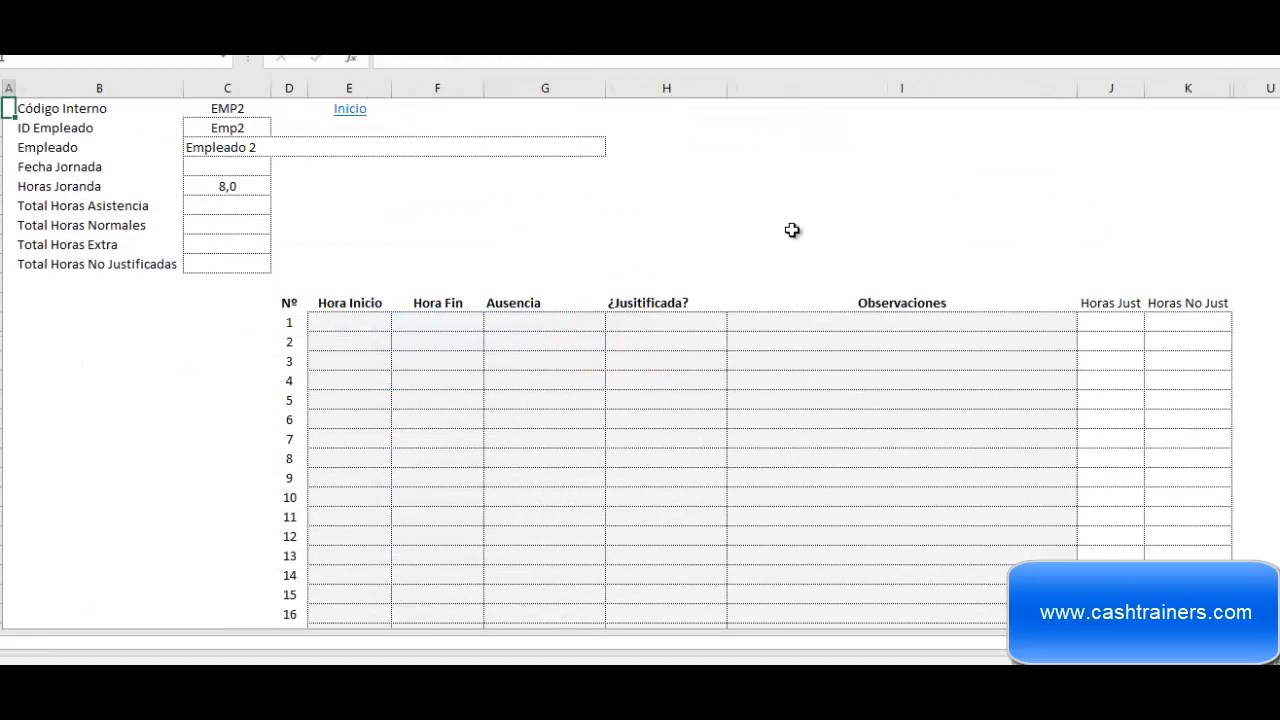 A B C D E F G H I J K U
Código Interno EMP2 Inicio
ID Empleado Emp2
Empleado Empleado 2
Fecha Jornada
Horas Joranda 8,0
Total Horas Asistencia
Total Horas Normales
Total Horas Extra
Total Horas No Justificadas
Nº Hora Inicio Hora Fin Ausencia ¿Jusitificada? Observaciones Horas Just Horas No Just
1
2
3
4
5
6
7
8
9
10
11
12
13
14
15
16
www.cashtrainers.com